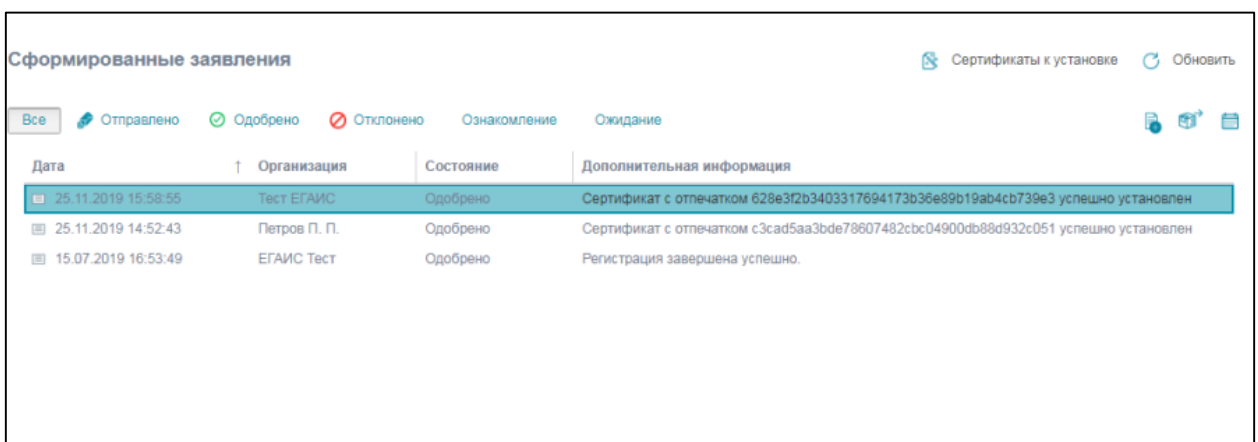 Сформированные заявления Сертификаты к установке Обновить
Все Отправлено Одобрено Отклонено Ознакомление Ожидание
Дата ↑ Организация Состояние Дополнительная информация
25.11.2019 15:58:55 Тест ЕГАИС Одобрено Сертификат с отпечатком 628e3f2b3403317694173b36e89b19ab4cb739e3 успешно установлен
25.11.2019 14:52:43 Петров П. П. Одобрено Сертификат с отпечатком c3cad5aa3bde78607482cbc04900db88d932c051 успешно установлен
15.07.2019 16:53:49 ЕГАИС Тест Одобрено Регистрация завершена успешно.